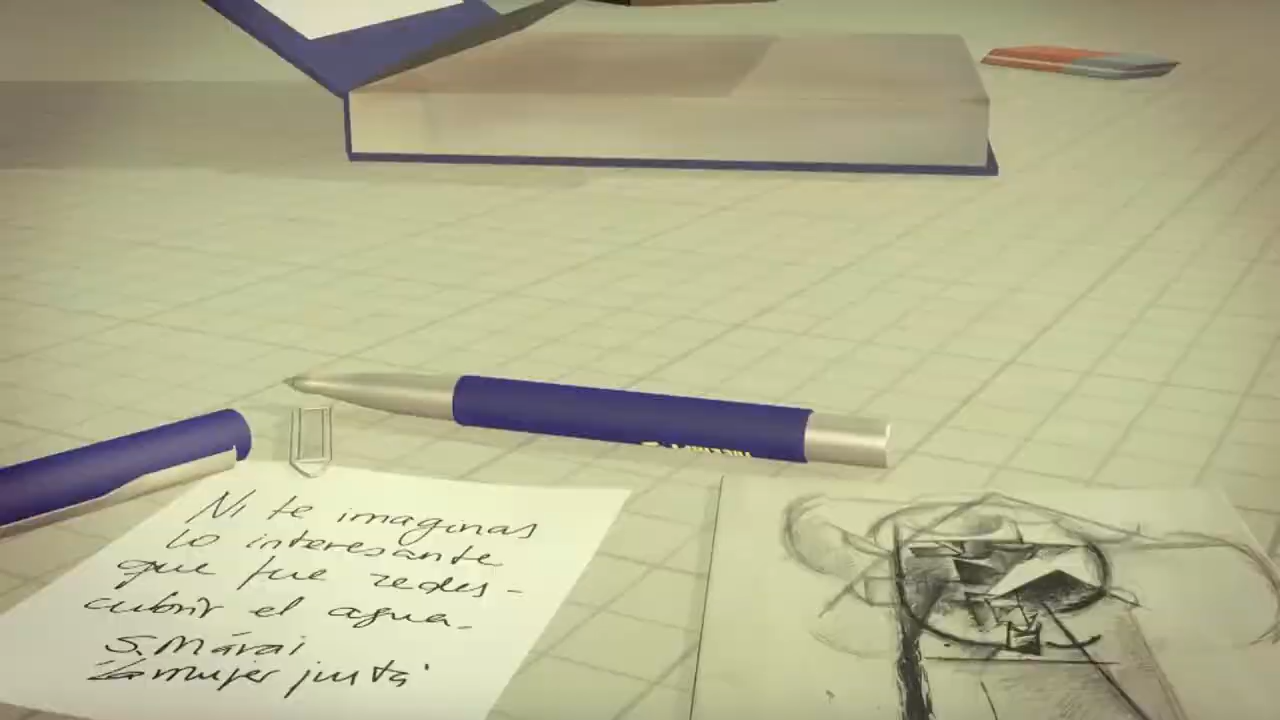 Ni te imaginas
lo interesante
que fue redes-
cubrir el agua.
S. Márai
"La mujer justa"